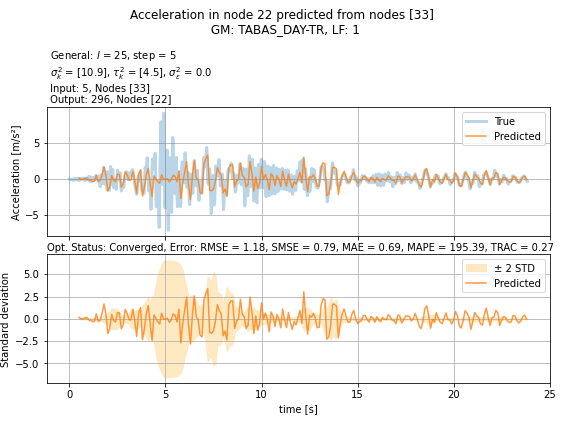 Acceleration in node 22 predicted from nodes [33]
GM: TABAS_DAY-TR, LF: 1
General: l = 25, step = 5
σ²ₖ = [10.9], τ²ₖ = [4.5], σ²ε = 0.0
Input: 5, Nodes [33]
Output: 296, Nodes [22]
True
Predicted
5
0
−5
Acceleration [m/s²]
Opt. Status: Converged, Error: RMSE = 1.18, SMSE = 0.79, MAE = 0.69, MAPE = 195.39, TRAC = 0.27
± 2 STD
Predicted
5.0
2.5
0.0
−2.5
−5.0
Standard deviation
0 5 10 15 20 25
time [s]